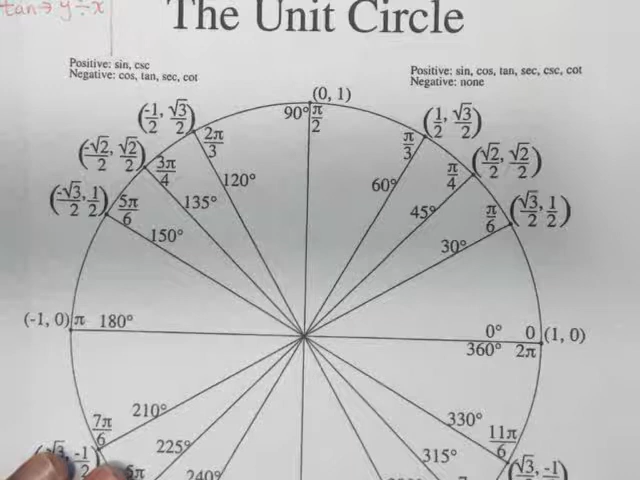 tan→ y÷x
The Unit Circle
Positive: sin, csc
Negative: cos, tan, sec, cot
Positive: sin, cos, tan, sec, csc, cot
Negative: none
(0, 1)
90° π/2
(-1/2, √3/2) 2π/3 120°
(1/2, √3/2) π/3 60°
(-√2/2, √2/2) 3π/4 135°
(√2/2, √2/2) π/4 45°
(-√3/2, 1/2) 5π/6 150°
(√3/2, 1/2) π/6 30°
(-1, 0) π 180°
0° 0 (1, 0)
360° 2π
7π/6 210°
330° 11π/6
225°
315°
240°